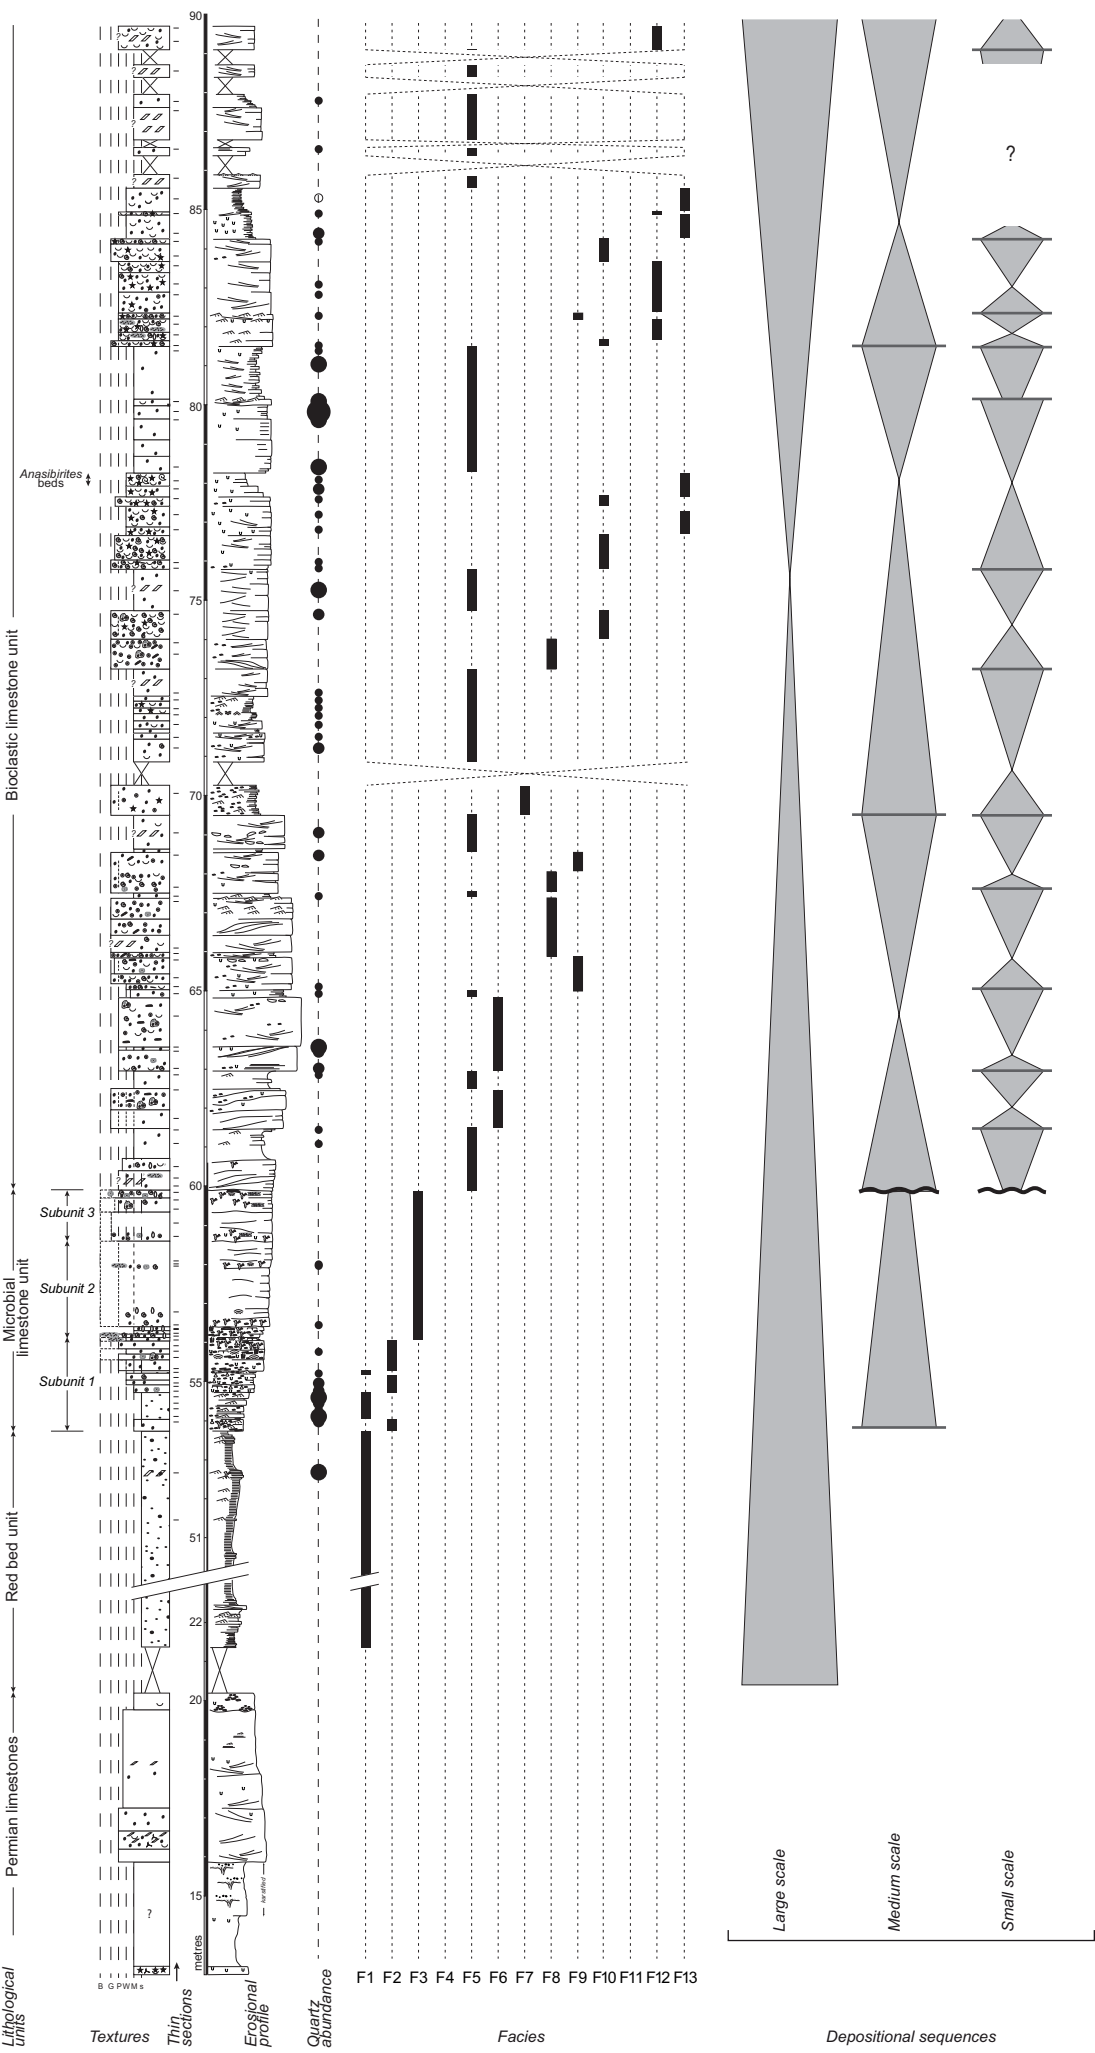 90
85
80
75
70
65
60
55
51
22
20
15
metres
?
?
?
?
?
?
?
?
?
?
?
Anasibirites
beds
Bioclastic limestone unit
Microbial
limestone unit
Subunit 3
Subunit 2
Subunit 1
Red bed unit
Permian limestones
karstified
Large scale
Medium scale
Small scale
B G P W M s
F1 F2 F3 F4 F5 F6 F7 F8 F9 F10 F11 F12 F13
Lithological
units
Textures
Thin
sections
Erosional
profile
Quartz
abundance
Facies
Depositional sequences